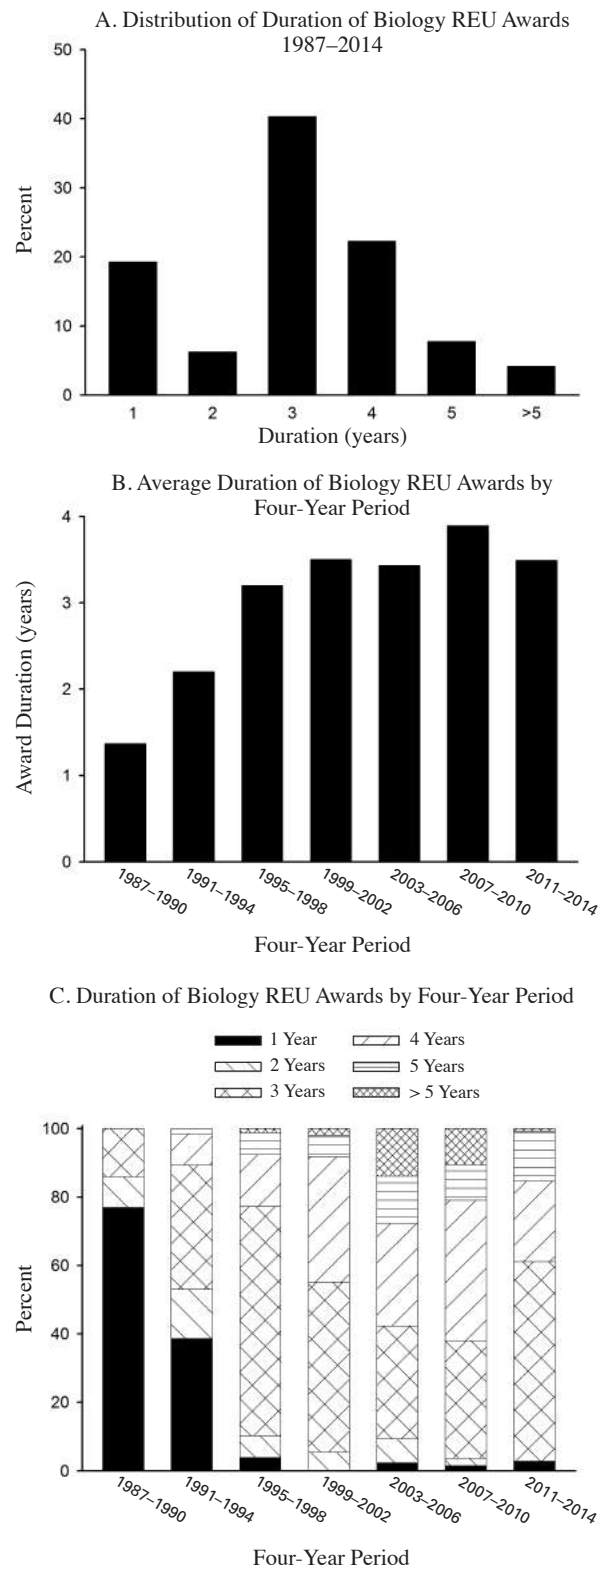 A. Distribution of Duration of Biology REU Awards
1987–2014
50
40
30
20
10
0
Percent
1 2 3 4 5 >5
Duration (years)
B. Average Duration of Biology REU Awards by
Four-Year Period
4
3
2
1
0
Award Duration (years)
1987–1990 1991–1994 1995–1998 1999–2002 2003–2006 2007–2010 2011–2014
Four-Year Period
C. Duration of Biology REU Awards by Four-Year Period
1 Year 4 Years
2 Years 5 Years
3 Years > 5 Years
100
80
60
40
20
0
Percent
1987–1990 1991–1994 1995–1998 1999–2002 2003–2006 2007–2010 2011–2014
Four-Year Period